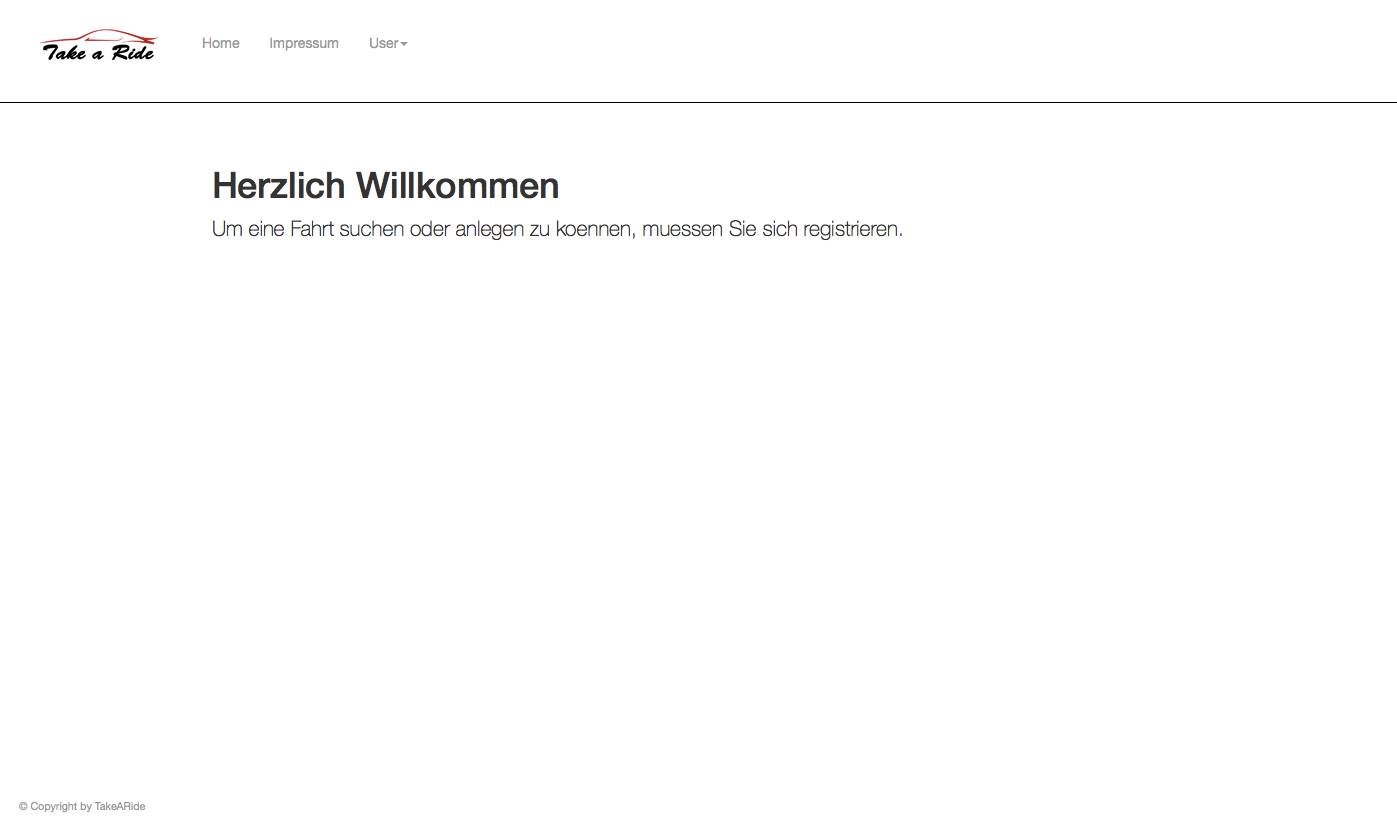 Take a Ride
Home Impressum User
Herzlich Willkommen
Um eine Fahrt suchen oder anlegen zu koennen, muessen Sie sich registrieren.
© Copyright by TakeARide